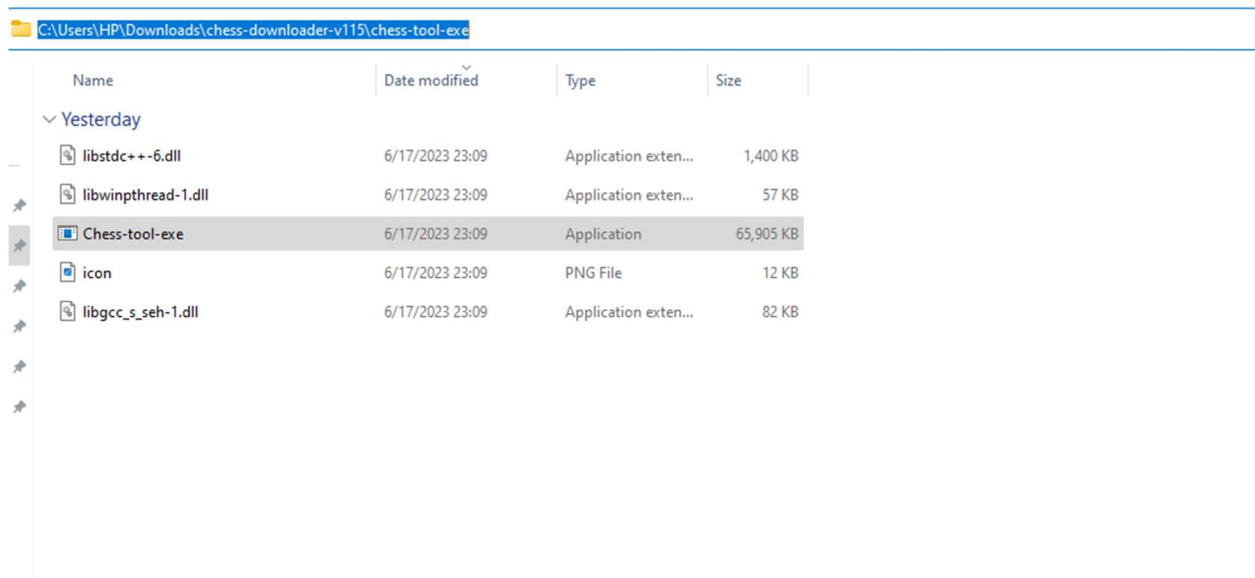 C:\Users\HP\Downloads\chess-downloader-v115\chess-tool-exe
Name Date modified Type Size
Yesterday
libstdc++-6.dll 6/17/2023 23:09 Application exten... 1,400 KB
libwinpthread-1.dll 6/17/2023 23:09 Application exten... 57 KB
Chess-tool-exe 6/17/2023 23:09 Application 65,905 KB
icon 6/17/2023 23:09 PNG File 12 KB
libgcc_s_seh-1.dll 6/17/2023 23:09 Application exten... 82 KB